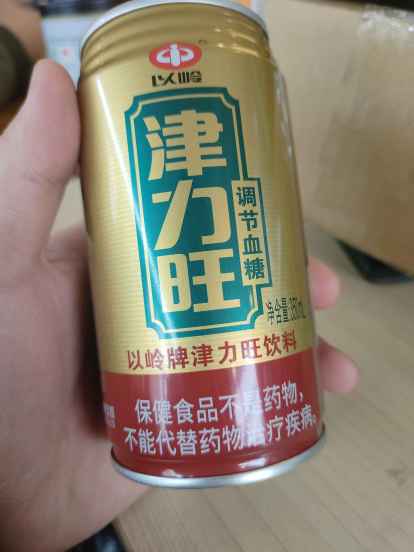 以岭
津力旺
调节血糖
净含量:350mL
以岭牌津力旺饮料
保健食品不是药物,
不能代替药物治疗疾病。